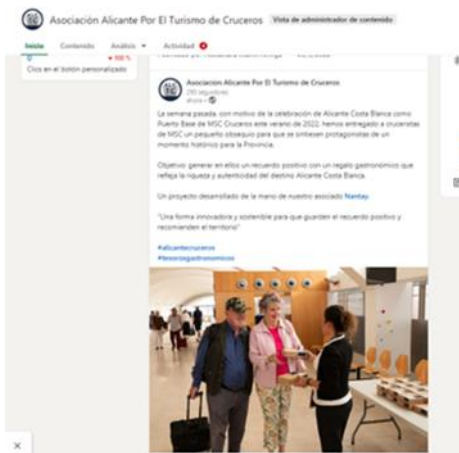 Asociación Alicante Por El Turismo de Cruceros Vista de administrador de contenido
Inicio Contenido Análisis Actividad
0
100 %
Clics en el botón personalizado
Asociación Alicante Por El Turismo de Cruceros
seguidores
ahora
La semana pasada, con motivo de la celebración de Alicante Costa Blanca como
Puerto Base de MSC Cruceros este verano de 2022, hemos entregado a cruceristas
de MSC un pequeño obsequio para que se sintiesen protagonistas de un
momento histórico para la Provincia.
Objetivo: generar en ellos un recuerdo positivo con un regalo gastronómico que
refleja la riqueza y autenticidad del destino Alicante Costa Blanca.
Un proyecto desarrollado de la mano de nuestro asociado Nantay.
"Una forma innovadora y sostenible para que guarden el recuerdo positivo y
recomienden el territorio"
#alicantecruceros
#tesorosgastronomicos